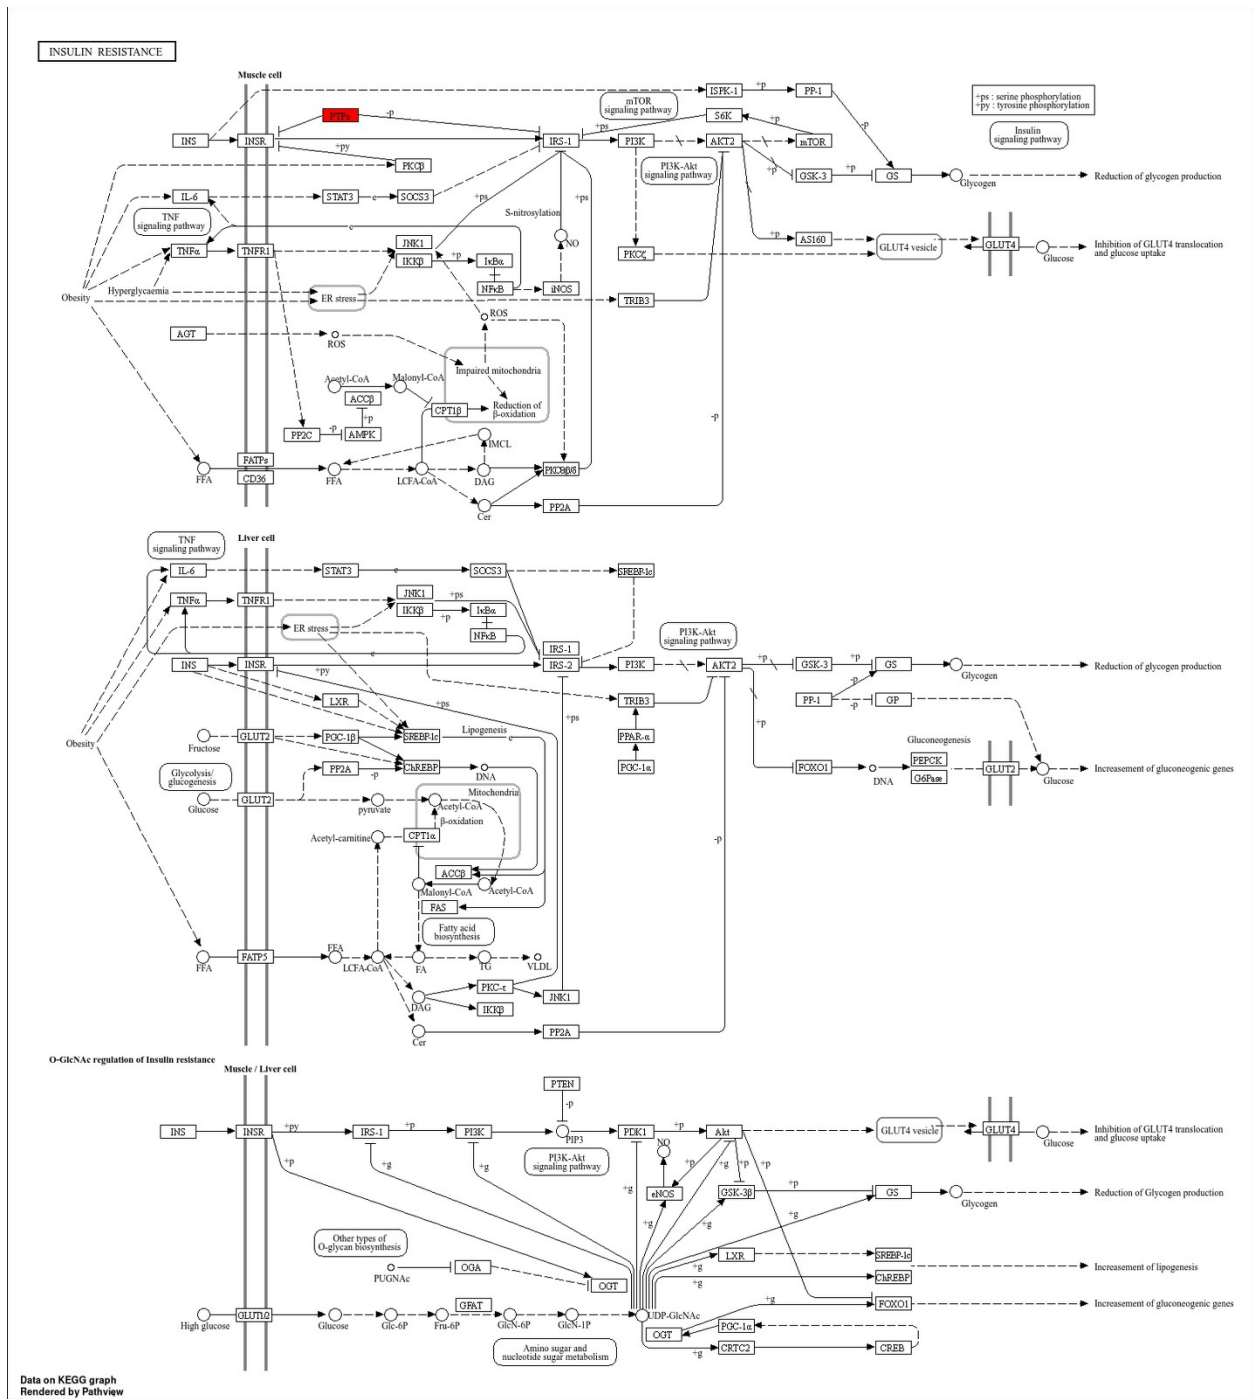 INSULIN RESISTANCE
Muscle cell
+ps : serine phosphorylation
+py : tyrosine phosphorylation
ISPK-1
+p
PP-1
mTOR
signaling pathway
PTPs
-p
+ps
S6K
+p
-p
Insulin
signaling pathway
INS
INSR
IRS-1
PI3K
AKT2
mTOR
+py
PKCβ
PI3K-Akt
signaling pathway
+p
GSK-3
+p
GS
Glycogen
Reduction of glycogen production
IL-6
STAT3
e
SOCS3
+ps
+ps
TNF
signaling pathway
S-nitrosylation
e
TNFα
TNFR1
JNK1
IKKβ
+p
IκBα
NO
+p
AS160
GLUT4 vesicle
GLUT4
Glucose
Inhibition of GLUT4 translocation
and glucose uptake
PKCζ
NFκB
iNOS
Hyperglycaemia
Obesity
ER stress
TRIB3
ROS
AGT
ROS
Impaired mitochondria
Acetyl-CoA
Malonyl-CoA
ACCβ
CPT1β
Reduction of
β-oxidation
+p
-p
PP2C
-p
AMPK
IMCL
FATPs
FFA
CD36
FFA
LCFA-CoA
DAG
Cer
PP2A
TNF
signaling pathway
Liver cell
IL-6
STAT3
e
SOCS3
SREBP-1c
TNFα
TNFR1
JNK1
+ps
IKKβ
+p
IκBα
ER stress
NFκB
e
IRS-1
PI3K-Akt
signaling pathway
INS
INSR
IRS-2
PI3K
AKT2
+p
GSK-3
+p
GS
Glycogen
Reduction of glycogen production
+py
-p
LXR
+ps
+ps
TRIB3
PP-1
-p
GP
Lipogenesis
e
+p
Obesity
Fructose
GLUT2
PGC-1β
SREBP-1c
PPAR-α
Gluconeogenesis
Glycolysis/
glucogenesis
PP2A
-p
ChREBP
DNA
PGC-1α
FOXO1
DNA
PEPCK
G6Pase
GLUT2
Glucose
Increasement of gluconeogenic genes
Mitochondria
Glucose
GLUT2
pyruvate
Acetyl-CoA
β-oxidation
Acetyl-carnitine
CPT1α
-p
ACCβ
Malonyl-CoA
Acetyl-CoA
FAS
Fatty acid
biosynthesis
FFA
FATP5
FFA
LCFA-CoA
FA
TG
VLDL
PKC-ε
DAG
JNK1
IKKβ
Cer
PP2A
O-GlcNAc regulation of Insulin resistance
Muscle / Liver cell
PTEN
-p
INS
INSR
+py
IRS-1
+p
PI3K
PIP3
PDK1
+p
Akt
GLUT4 vesicle
GLUT4
Glucose
Inhibition of GLUT4 translocation
and glucose uptake
+p
+g
+g
PI3K-Akt
signaling pathway
NO
+p
+g
+p
+p
+g
eNOS
GSK-3β
+p
GS
Glycogen
Reduction of Glycogen production
+g
+g
+g
Other types of
O-glycan biosynthesis
PUGNAc
OGA
OGT
LXR
+g
SREBP-1c
+g
ChREBP
Increasement of lipogenesis
High glucose
GLUT1/2
Glucose
Glc-6P
Fru-6P
GFAT
GlcN-6P
GlcN-1P
UDP-GlcNAc
+g
FOXO1
Increasement of gluconeogenic genes
OGT
PGC-1α
+g
CRTC2
CREB
Amino sugar and
nucleotide sugar metabolism
Data on KEGG graph
Rendered by Pathview